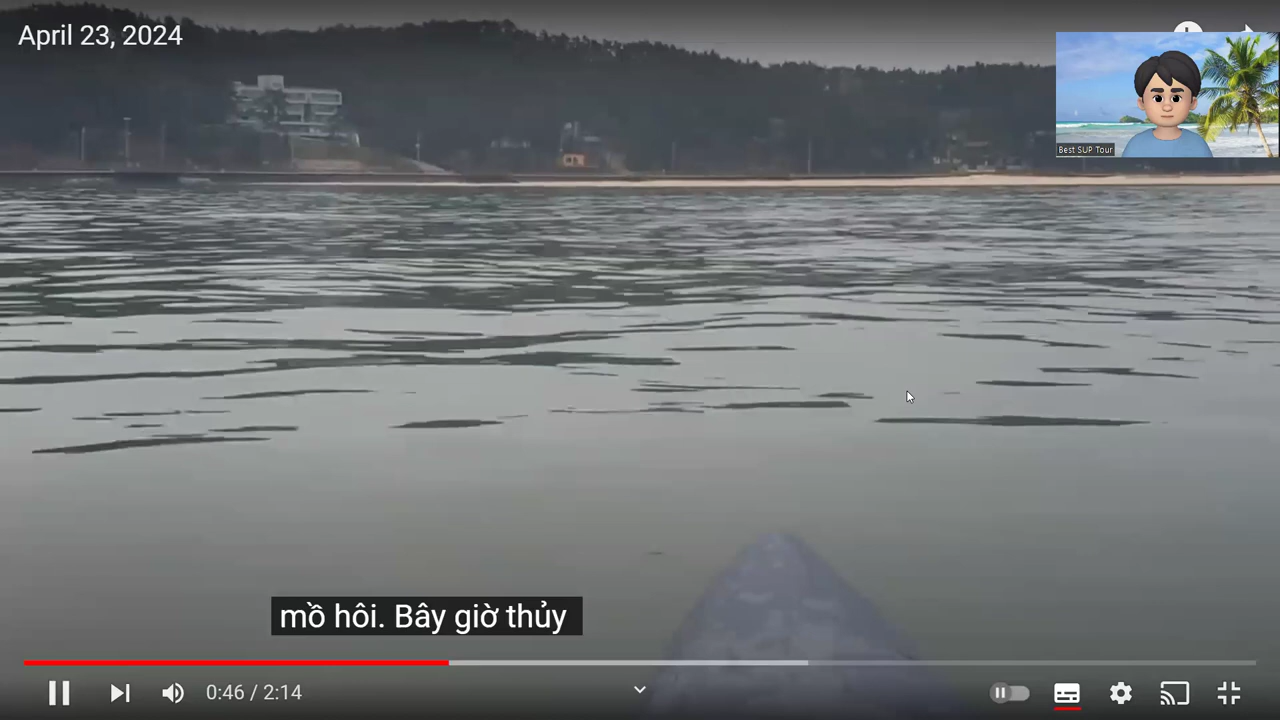 April 23, 2024
Best SUP Tour
mồ hôi. Bây giờ thủy
0:46 / 2:14